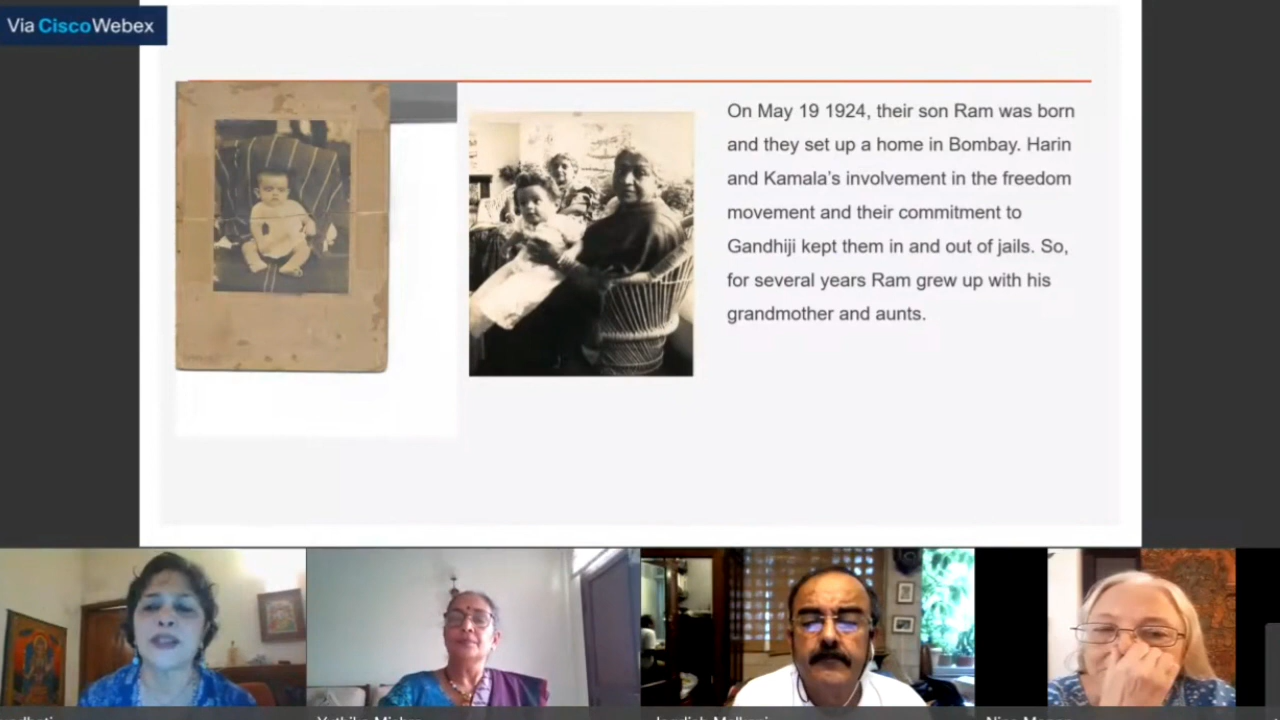 Via Cisco Webex
On May 19 1924, their son Ram was born
and they set up a home in Bombay. Harin
and Kamala’s involvement in the freedom
movement and their commitment to
Gandhiji kept them in and out of jails. So,
for several years Ram grew up with his
grandmother and aunts.